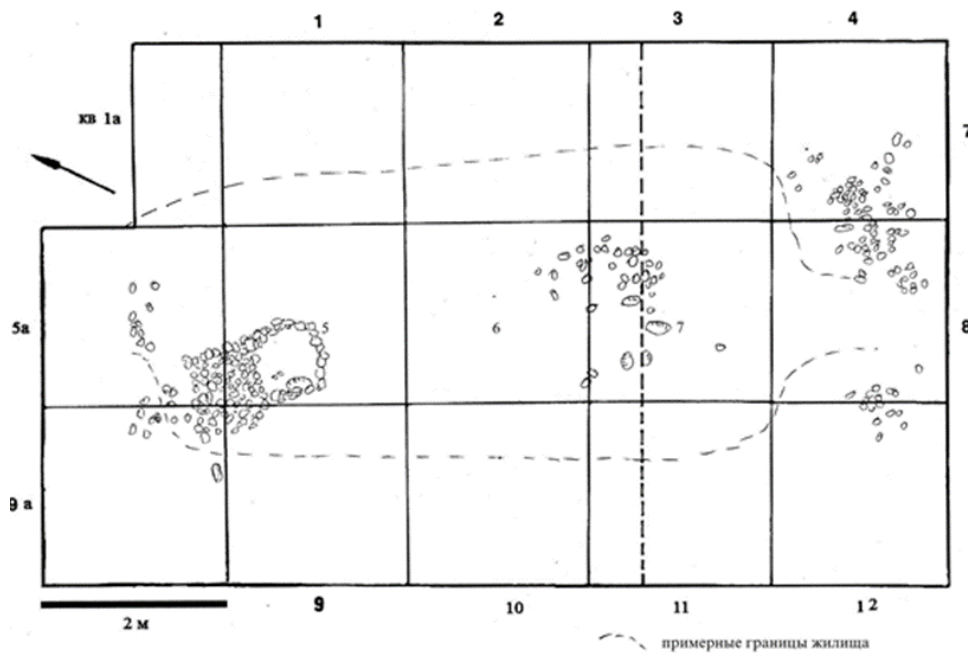 1 2 3 4
кв 1а
7
5а 5 6 7 8
9 а
9 10 11 12
2 м
примерные границы жилища